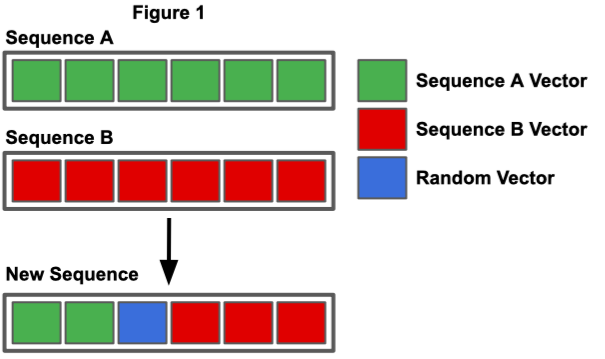 Figure 1
Sequence A
Sequence A Vector
Sequence B Vector
Sequence B
Random Vector
New Sequence